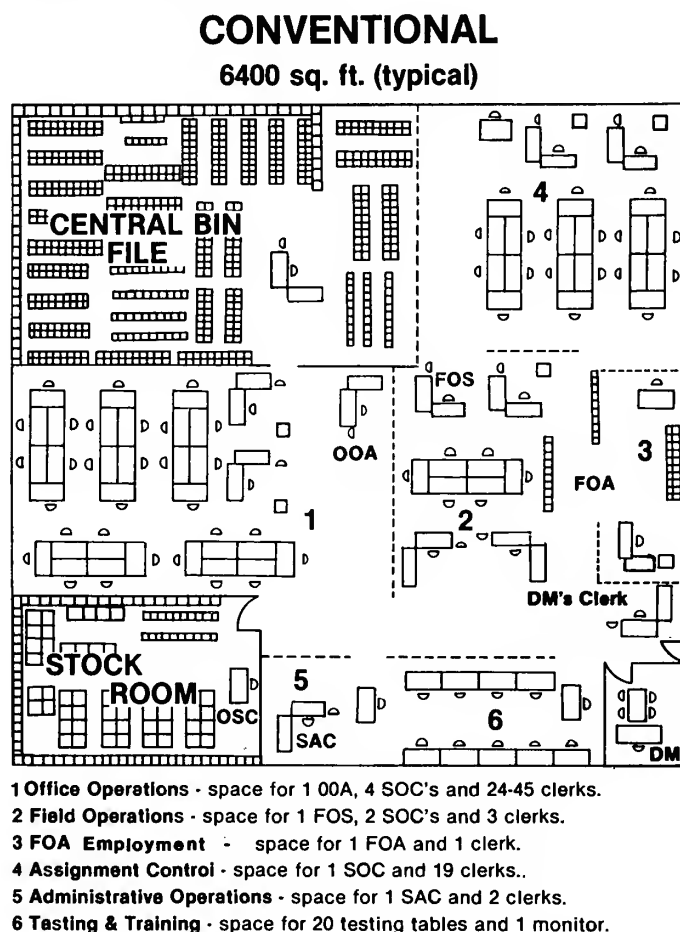 CONVENTIONAL
6400 sq. ft. (typical)
4
CENTRAL BIN
FILE
FOS
OOA
3
FOA
1
2
DM's Clerk
STOCK
ROOM
OSC
5
SAC
6
DM
1 Office Operations - space for 1 00A, 4 SOC's and 24-45 clerks.
2 Field Operations - space for 1 FOS, 2 SOC's and 3 clerks.
3 FOA Employment - space for 1 FOA and 1 clerk.
4 Assignment Control - space for 1 SOC and 19 clerks..
5 Administrative Operations - space for 1 SAC and 2 clerks.
6 Testing & Training - space for 20 testing tables and 1 monitor.